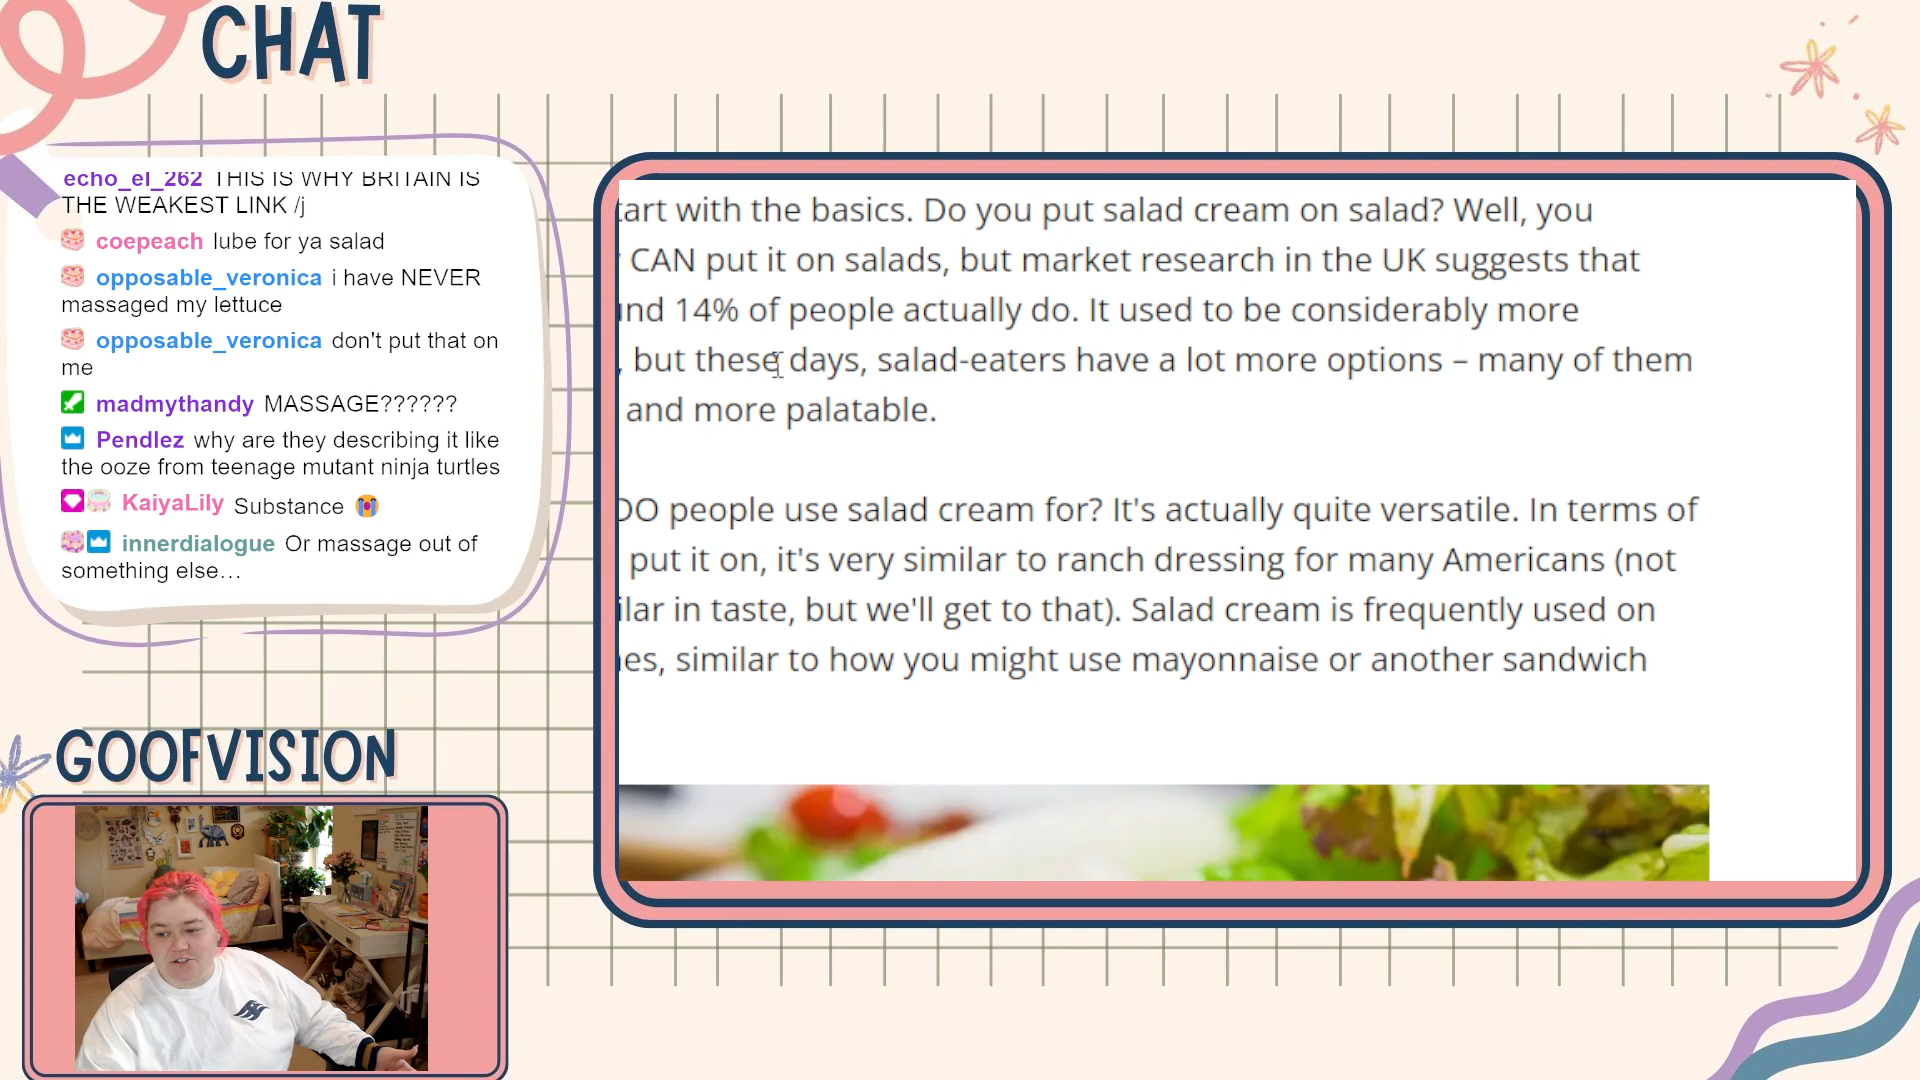 CHAT
echo_el_262 THIS IS WHY BRITAIN IS
THE WEAKEST LINK /j
coepeach lube for ya salad
opposable_veronica i have NEVER
massaged my lettuce
opposable_veronica don't put that on
me
madmythandy MASSAGE??????
Pendlez why are they describing it like
the ooze from teenage mutant ninja turtles
KaiyaLily Substance 😭
innerdialogue Or massage out of
something else…
tart with the basics. Do you put salad cream on salad? Well, you
CAN put it on salads, but market research in the UK suggests that
und 14% of people actually do. It used to be considerably more
, but these days, salad-eaters have a lot more options – many of them
and more palatable.
DO people use salad cream for? It's actually quite versatile. In terms of
put it on, it's very similar to ranch dressing for many Americans (not
ilar in taste, but we'll get to that). Salad cream is frequently used on
es, similar to how you might use mayonnaise or another sandwich
GOOFVISION